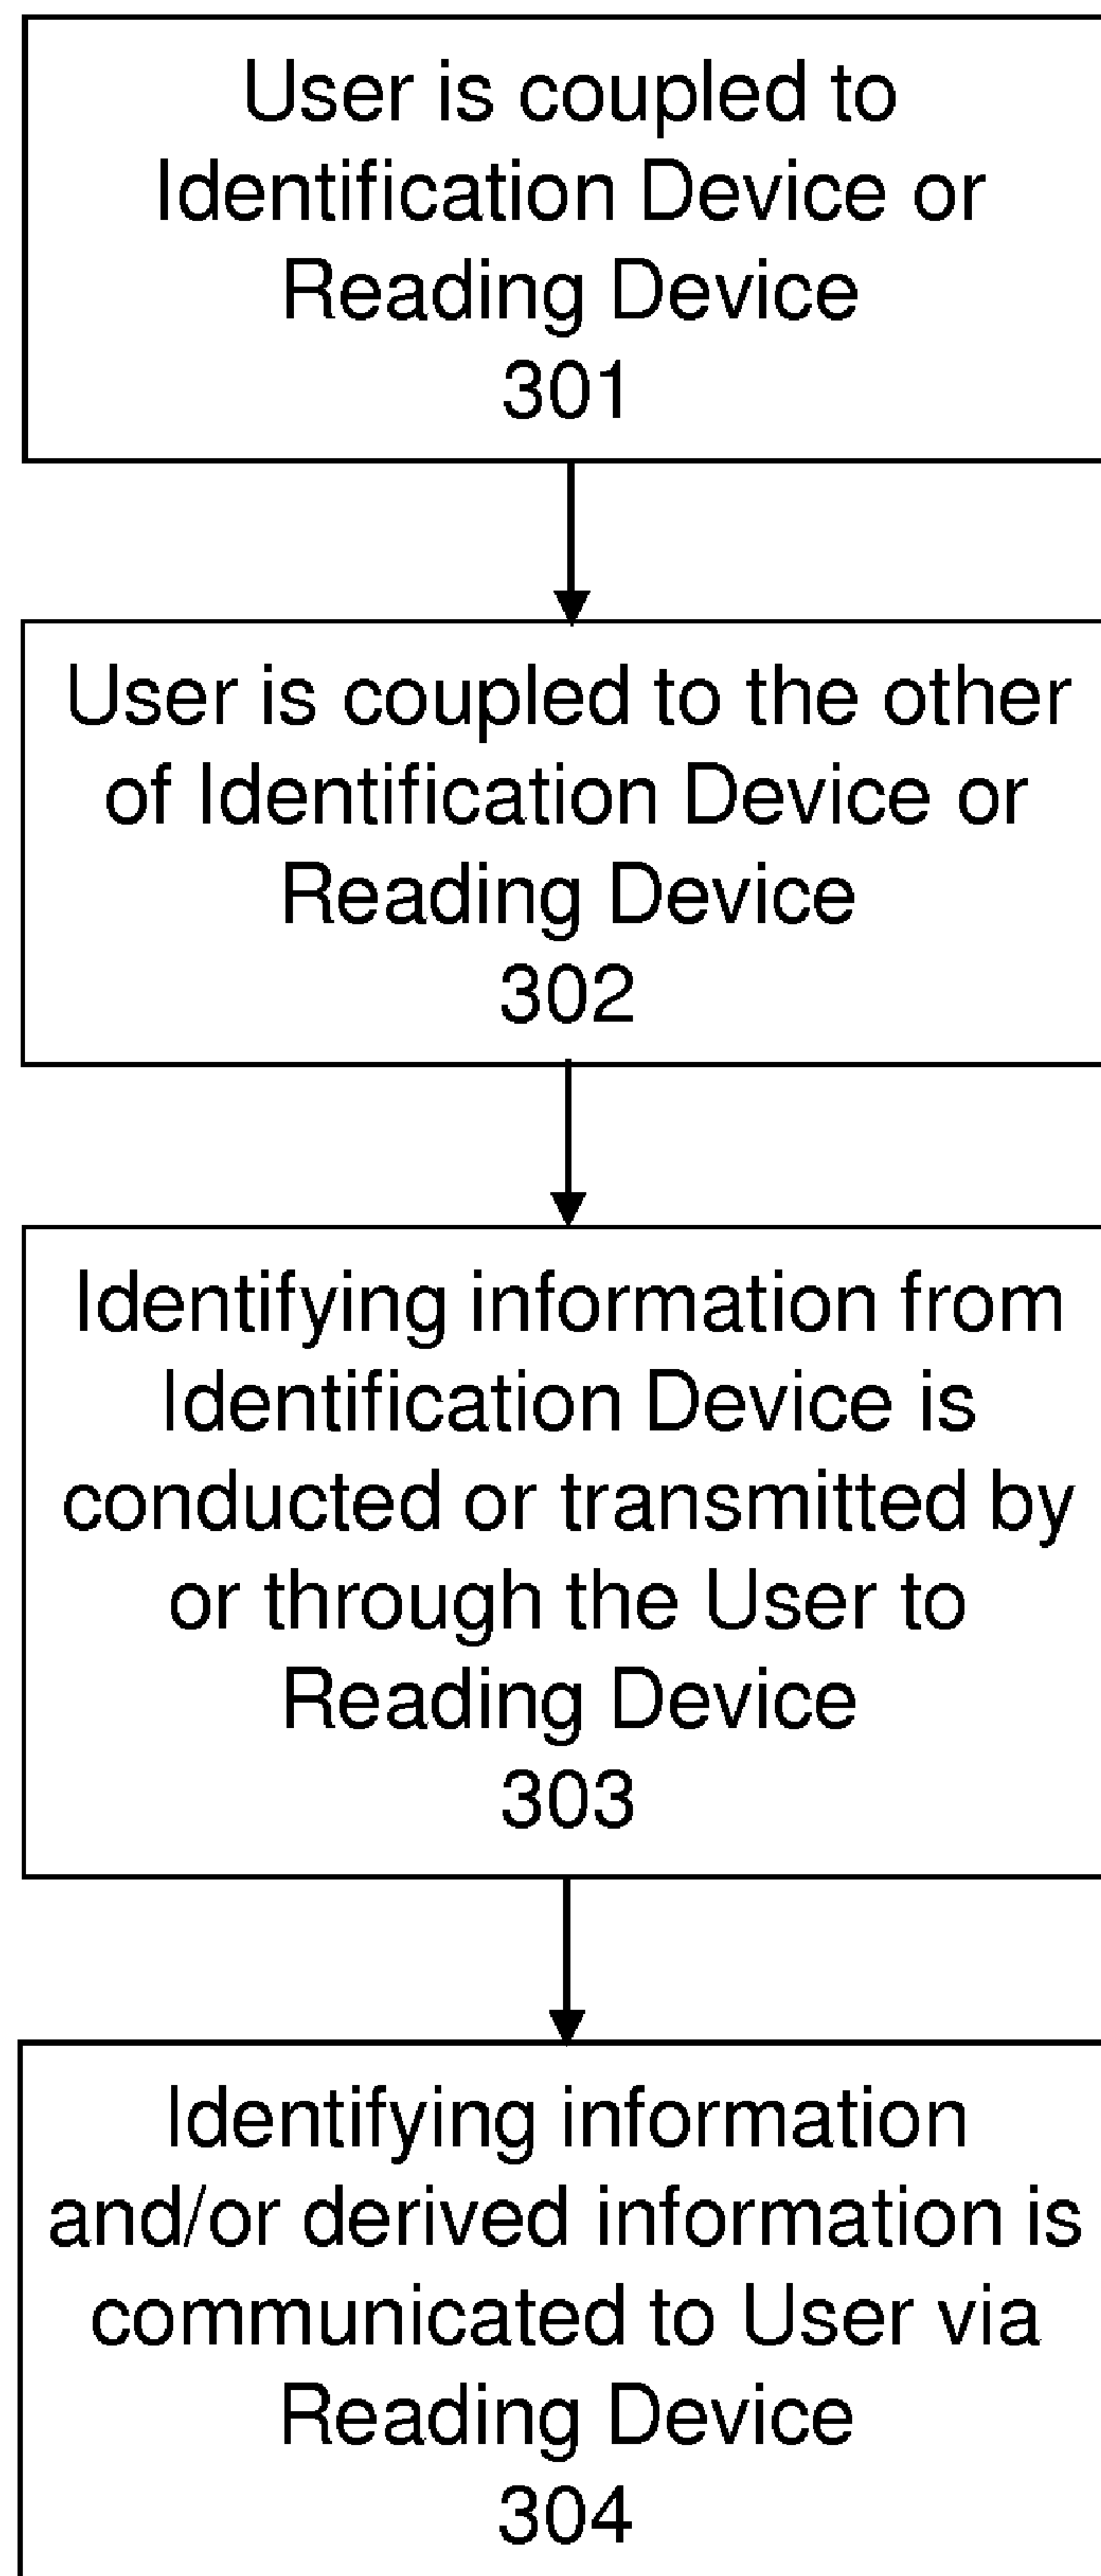 User is coupled to
Identification Device or
Reading Device
301
User is coupled to the other
of Identification Device or
Reading Device
302
Identifying information from
Identification Device is
conducted or transmitted by
or through the User to
Reading Device
303
Identifying information
and/or derived information is
communicated to User via
Reading Device
304